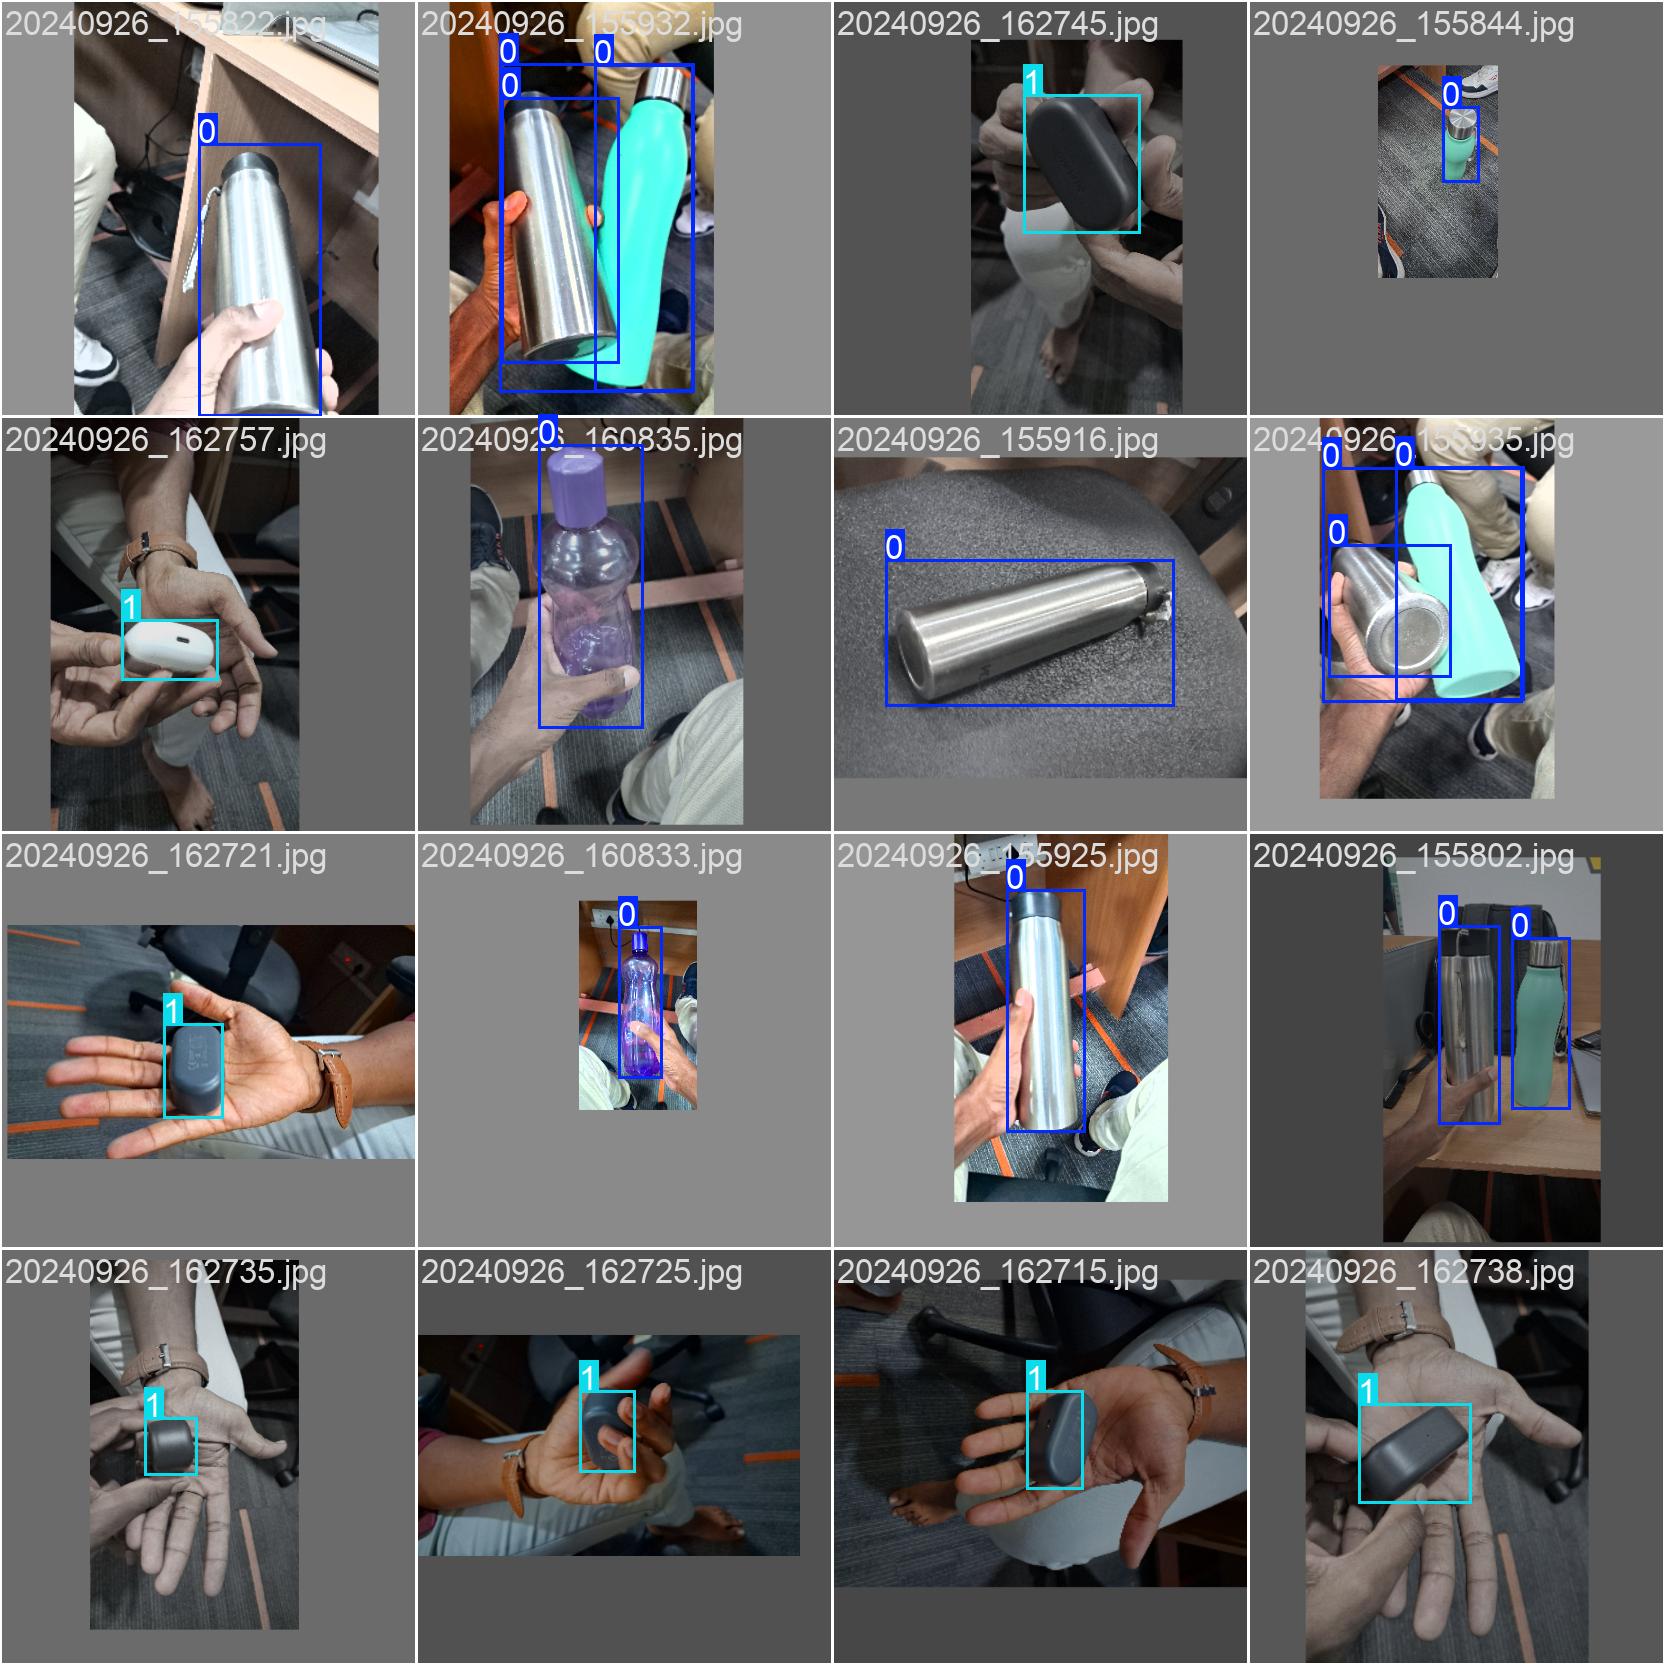 20240926_155822.jpg
20240926_155932.jpg
20240926_162745.jpg
20240926_155844.jpg
0
0
0
0
1
0
20240926_162757.jpg
20240926_160835.jpg
20240926_155916.jpg
20240926_155935.jpg
1
0
0
0
0
0
20240926_162721.jpg
20240926_160833.jpg
20240926_155925.jpg
20240926_155802.jpg
1
0
0
0
0
20240926_162735.jpg
20240926_162725.jpg
20240926_162715.jpg
20240926_162738.jpg
1
1
1
1